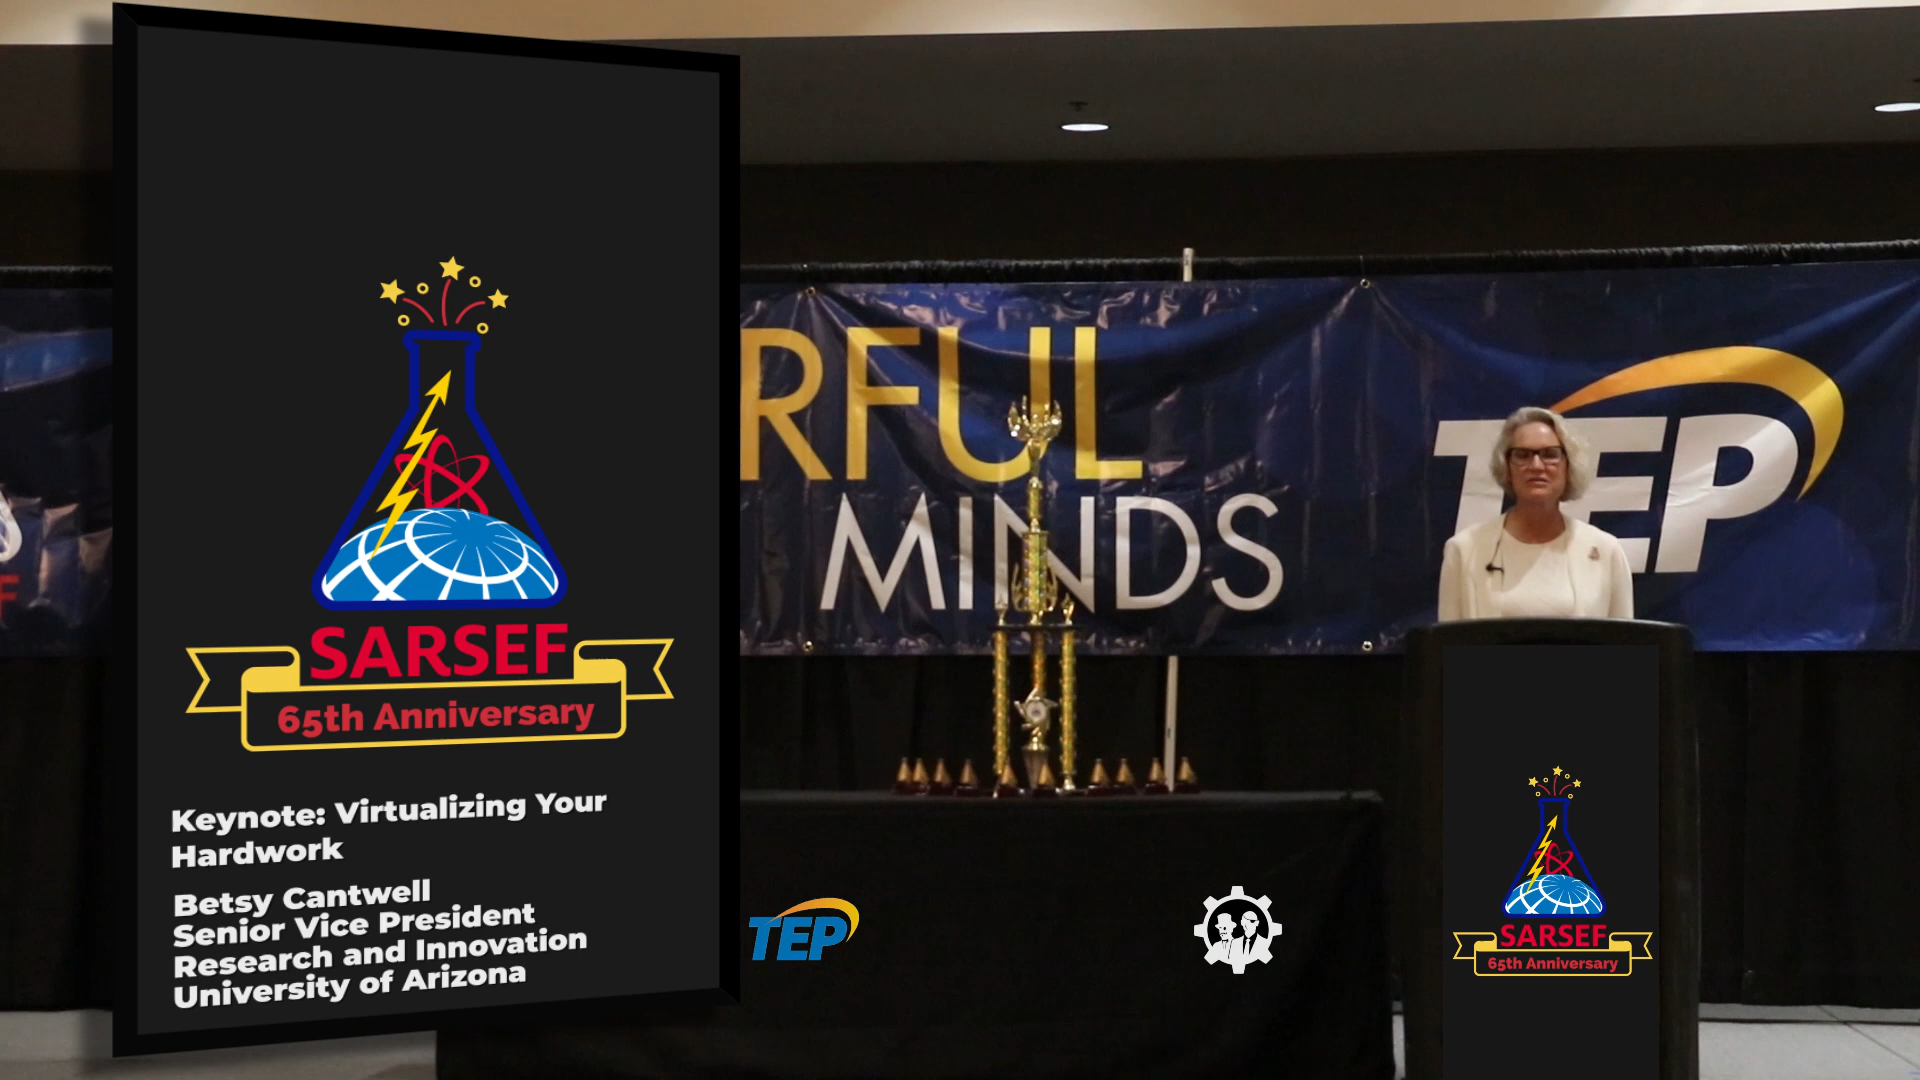 SARSEF
65th Anniversary
Keynote: Virtualizing Your
Hardwork
Betsy Cantwell
Senior Vice President
Research and Innovation
University of Arizona
RFUL
MINDS
TEP
TEP
SARSEF
65th Anniversary
F